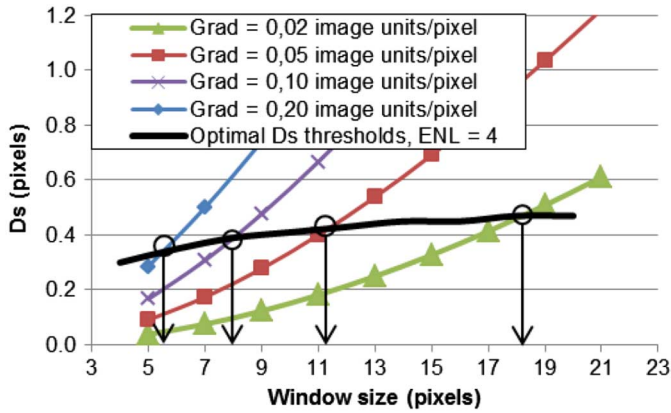 1.2
1.0
0.8
0.6
0.4
0.2
0.0
Ds (pixels)
Grad = 0,02 image units/pixel
Grad = 0,05 image units/pixel
Grad = 0,10 image units/pixel
Grad = 0,20 image units/pixel
Optimal Ds thresholds, ENL = 4
3 5 7 9 11 13 15 17 19 21 23
Window size (pixels)